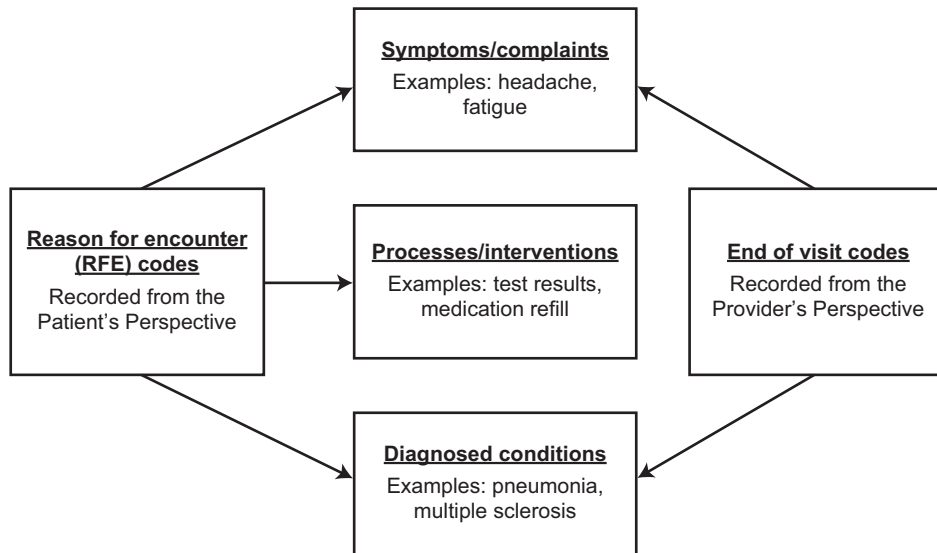 Symptoms/complaints
Examples: headache,
fatigue
Reason for encounter
(RFE) codes
Recorded from the
Patient's Perspective
Processes/interventions
Examples: test results,
medication refill
End of visit codes
Recorded from the
Provider's Perspective
Diagnosed conditions
Examples: pneumonia,
multiple sclerosis